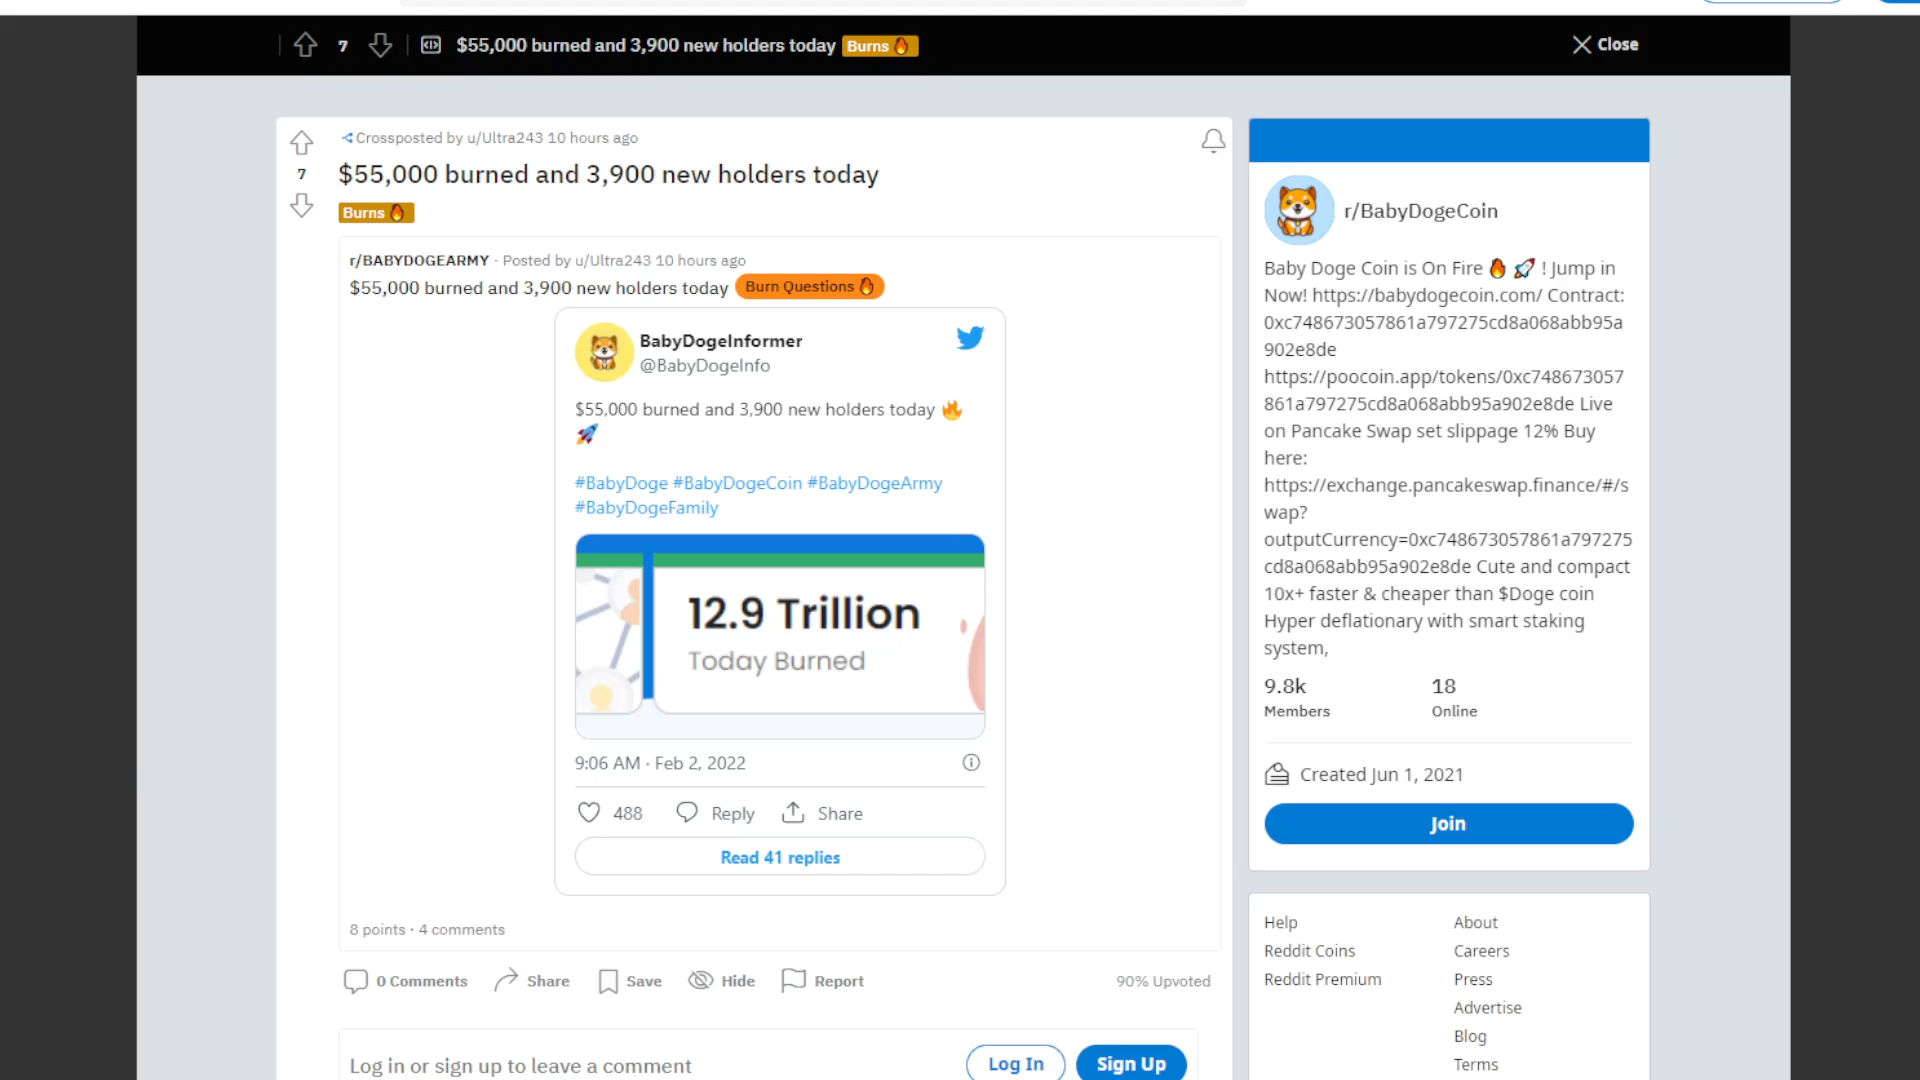 7 $55,000 burned and 3,900 new holders today Burns 🔥 Close
Crossposted by u/Ultra243 10 hours ago
7
$55,000 burned and 3,900 new holders today
Burns 🔥
r/BABYDOGEARMY · Posted by u/Ultra243 10 hours ago
$55,000 burned and 3,900 new holders today Burn Questions 🔥
BabyDogeInformer
@BabyDogeInfo
$55,000 burned and 3,900 new holders today 🔥
🚀
#BabyDoge #BabyDogeCoin #BabyDogeArmy
#BabyDogeFamily
12.9 Trillion
Today Burned
9:06 AM · Feb 2, 2022
488 Reply Share
Read 41 replies
8 points · 4 comments
0 Comments Share Save Hide Report 90% Upvoted
Log in or sign up to leave a comment Log In Sign Up
r/BabyDogeCoin
Baby Doge Coin is On Fire 🔥 🚀 ! Jump in
Now! https://babydogecoin.com/ Contract:
0xc748673057861a797275cd8a068abb95a
902e8de
https://poocoin.app/tokens/0xc748673057
861a797275cd8a068abb95a902e8de Live
on Pancake Swap set slippage 12% Buy
here:
https://exchange.pancakeswap.finance/#/s
wap?
outputCurrency=0xc748673057861a797275
cd8a068abb95a902e8de Cute and compact
10x+ faster & cheaper than $Doge coin
Hyper deflationary with smart staking
system,
9.8k 18
Members Online
Created Jun 1, 2021
Join
Help About
Reddit Coins Careers
Reddit Premium Press
Advertise
Blog
Terms